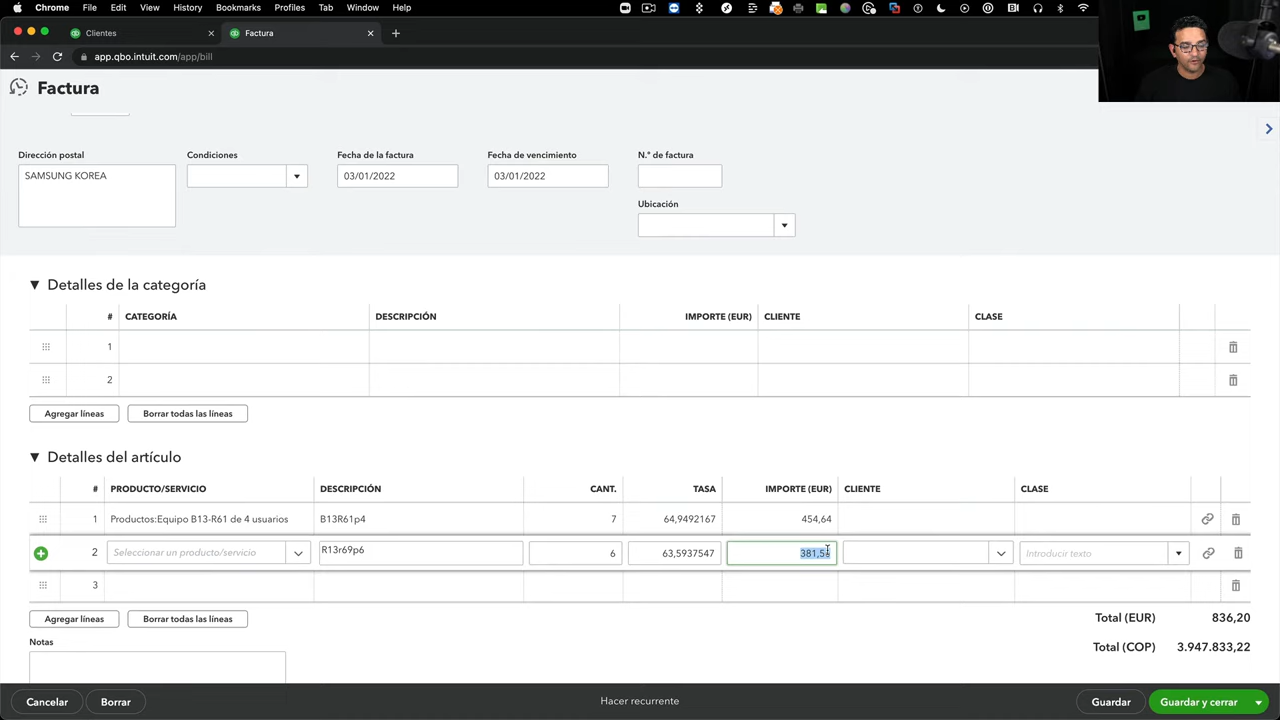 Chrome File Edit View History Bookmarks Profiles Tab Window Help
Clientes
Factura
app.qbo.intuit.com/app/bill
Factura
Dirección postal
SAMSUNG KOREA
Condiciones
Fecha de la factura
03/01/2022
Fecha de vencimiento
03/01/2022
N.° de factura
Ubicación
Detalles de la categoría
# CATEGORÍA DESCRIPCIÓN IMPORTE (EUR) CLIENTE CLASE
1
2
Agregar líneas Borrar todas las líneas
Detalles del artículo
# PRODUCTO/SERVICIO DESCRIPCIÓN CANT. TASA IMPORTE (EUR) CLIENTE CLASE
1 Productos:Equipo B13-R61 de 4 usuarios B13R61p4 7 64,9492167 454,64
2 Seleccionar un producto/servicio R13r69p6 6 63,5937547 381,56 Introducir texto
3
Agregar líneas Borrar todas las líneas
Total (EUR) 836,20
Notas
Total (COP) 3.947.833,22
Cancelar Borrar Hacer recurrente Guardar Guardar y cerrar